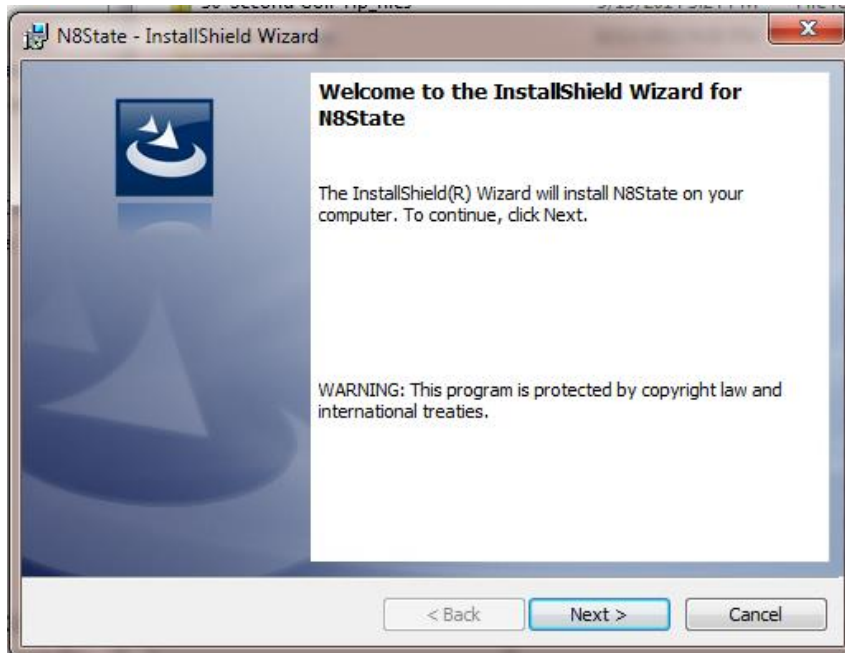 N8State - InstallShield Wizard
Welcome to the InstallShield Wizard for
N8State
The InstallShield(R) Wizard will install N8State on your
computer. To continue, click Next.
WARNING: This program is protected by copyright law and
international treaties.
< Back
Next >
Cancel